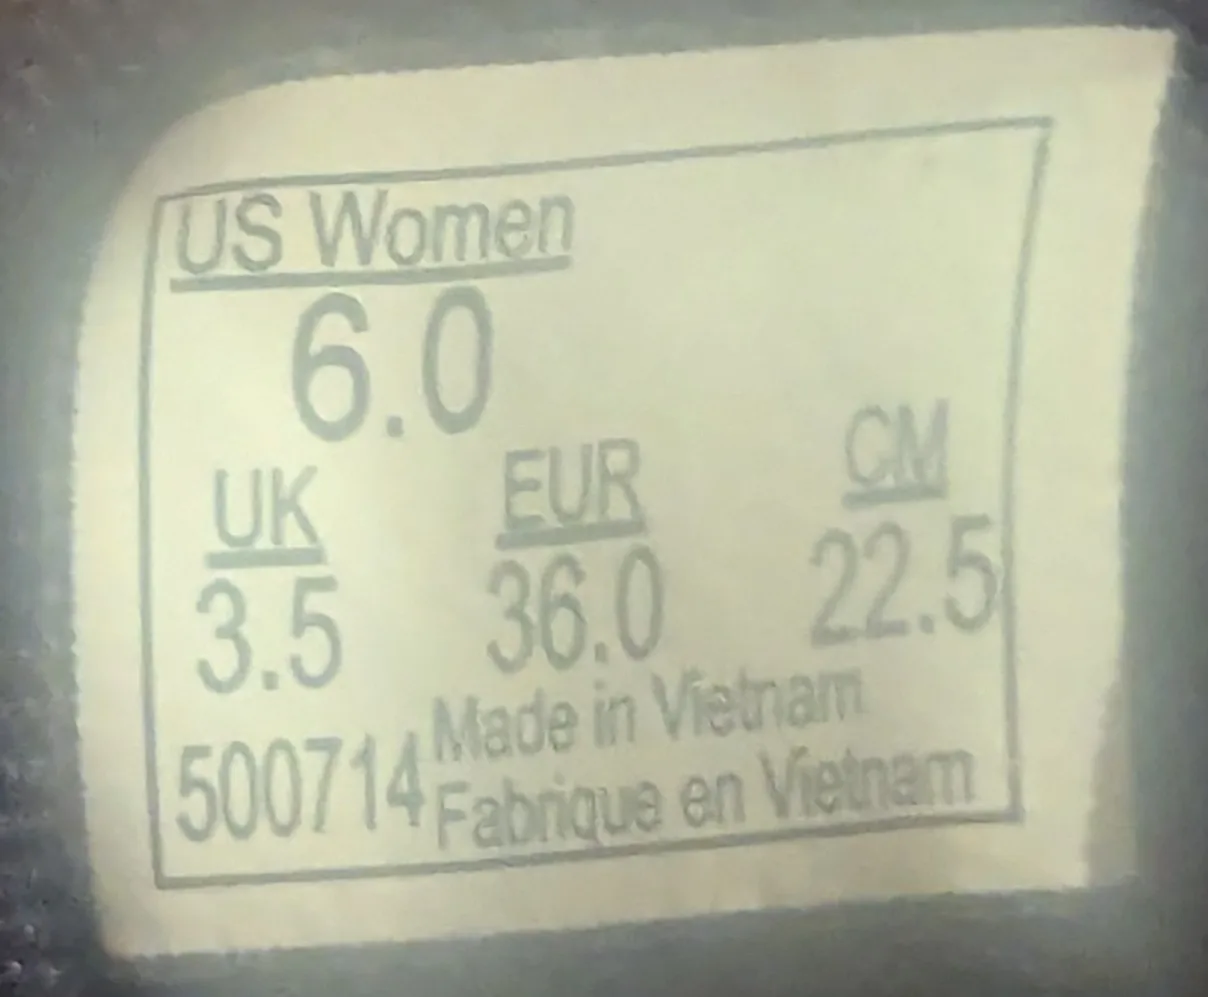 US Women
6.0
UK EUR CM
3.5 36.0 22.5
500714 Made in Vietnam
Fabrique en Vietnam